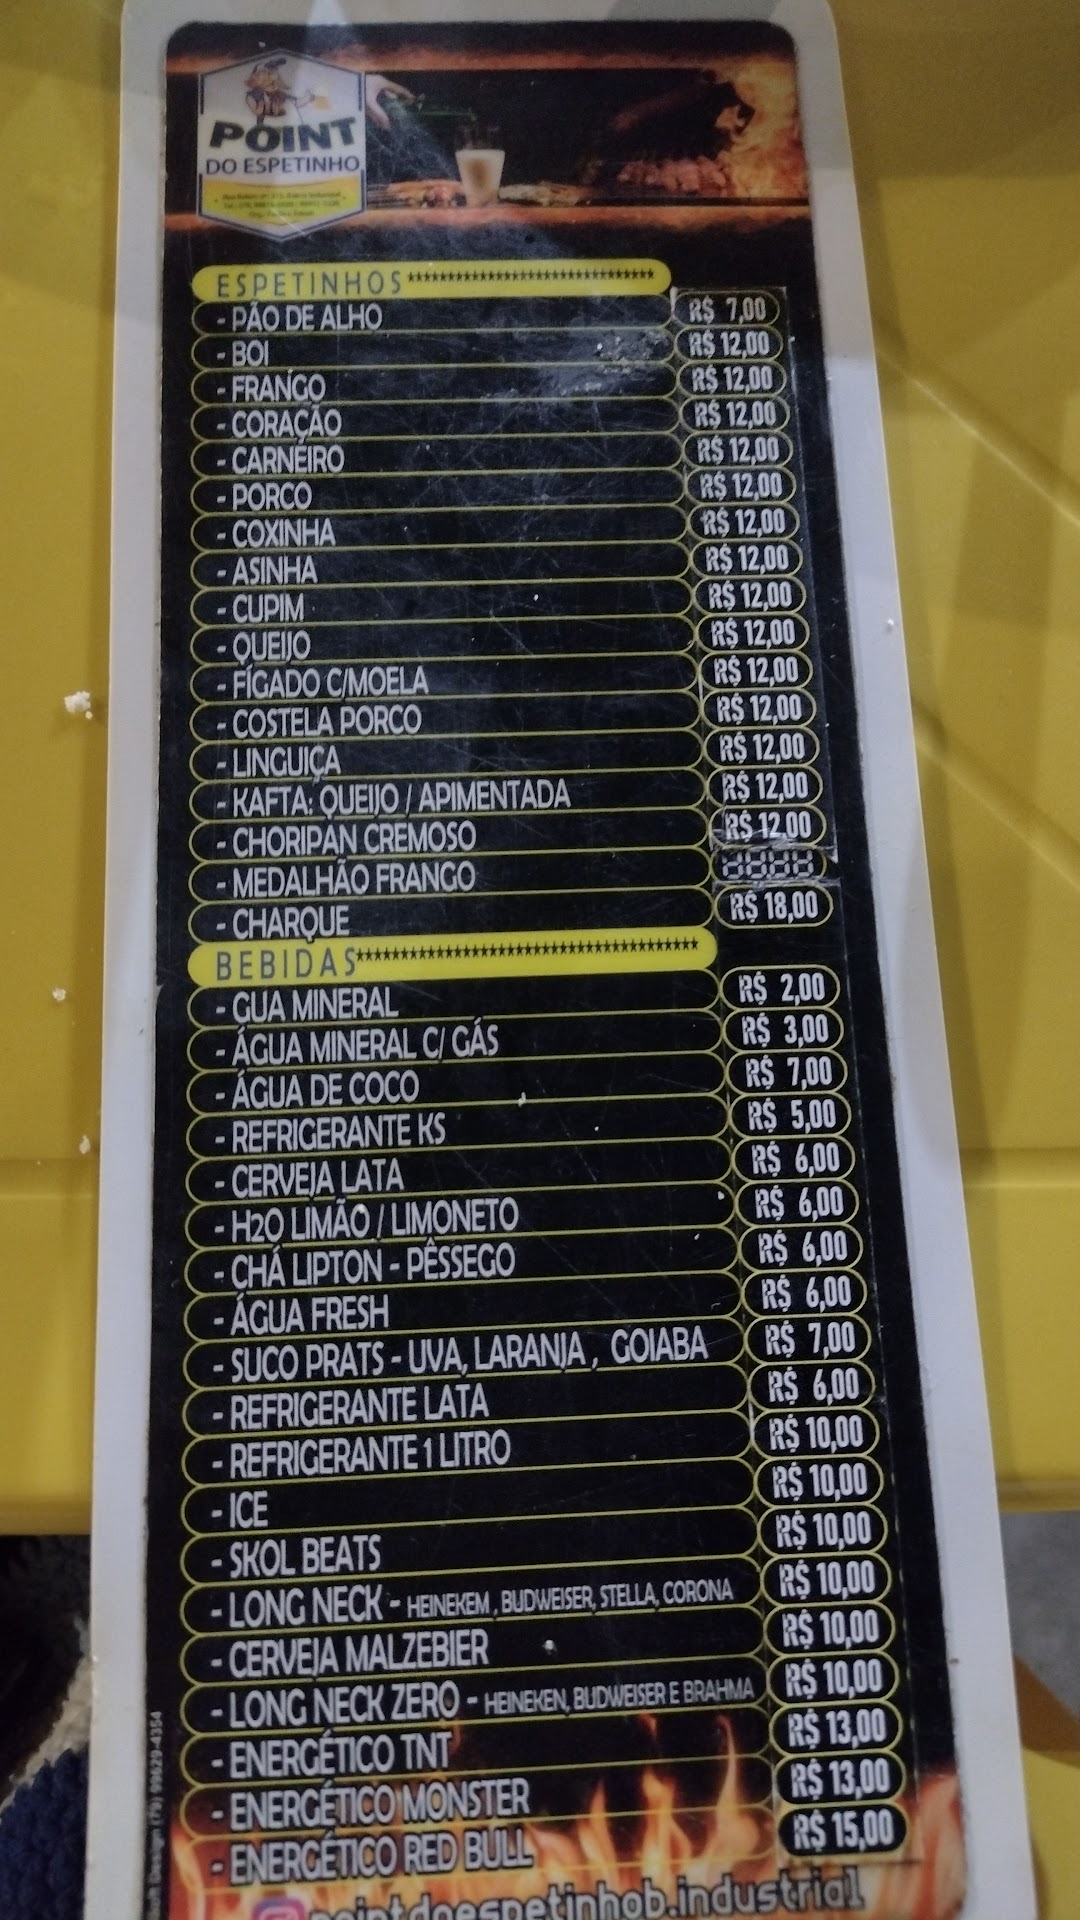 POINT
DO ESPETINHO
ESPETINHOS******************************
- PÃO DE ALHO R$ 7,00
- BOI R$ 12,00
- FRANGO R$ 12,00
- CORAÇÃO R$ 12,00
- CARNEIRO R$ 12,00
- PORCO R$ 12,00
- COXINHA R$ 12,00
- ASINHA R$ 12,00
- CUPIM R$ 12,00
- QUEIJO R$ 12,00
- FÍGADO C/MOELA R$ 12,00
- COSTELA PORCO R$ 12,00
- LINGUIÇA R$ 12,00
- KAFTA: QUEIJO / APIMENTADA R$ 12,00
- CHORIPAN CREMOSO R$ 12,00
- MEDALHÃO FRANGO
- CHARQUE R$ 18,00
BEBIDAS****************************************
- GUA MINERAL R$ 2,00
- ÁGUA MINERAL C/ GÁS R$ 3,00
- ÁGUA DE COCO R$ 7,00
- REFRIGERANTE KS R$ 5,00
- CERVEJA LATA R$ 6,00
- H2O LIMÃO / LIMONETO R$ 6,00
- CHÁ LIPTON - PÊSSEGO R$ 6,00
- ÁGUA FRESH R$ 6,00
- SUCO PRATS - UVA, LARANJA , GOIABA R$ 7,00
- REFRIGERANTE LATA R$ 6,00
- REFRIGERANTE 1 LITRO R$ 10,00
- ICE R$ 10,00
- SKOL BEATS R$ 10,00
- LONG NECK - HEINEKEM , BUDWEISER, STELLA, CORONA R$ 10,00
- CERVEJA MALZEBIER R$ 10,00
- LONG NECK ZERO - HEINEKEN, BUDWEISER E BRAHMA R$ 10,00
- ENERGÉTICO TNT R$ 13,00
- ENERGÉTICO MONSTER R$ 13,00
- ENERGÉTICO RED BULL R$ 15,00
pointdoespetinhob.industrial
Design (79) 99629-4354